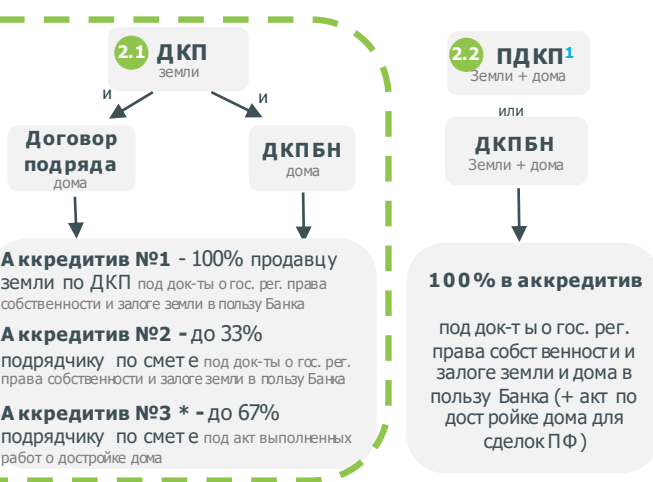 2.1 ДКП
земли
и
и
Договор
подряда
дома
ДКПБН
дома
Аккредитив №1 - 100% продавцу
земли по ДКП под док-ты о гос. рег. права
собственности и залоге земли в пользу Банка
Аккредитив №2 - до 33%
подрядчику по смете под док-ты о гос. рег.
права собственности и залоге земли в пользу Банка
Аккредитив №3 * - до 67%
подрядчику по смете под акт выполненных
работ о достройке дома
2.2 ПДКП1
Земли + дома
или
ДКПБН
Земли + дома
100% в аккредитив
под док-ты о гос. рег.
права собственности и
залоге земли и дома в
пользу Банка (+ акт по
достройке дома для
сделок ПФ)